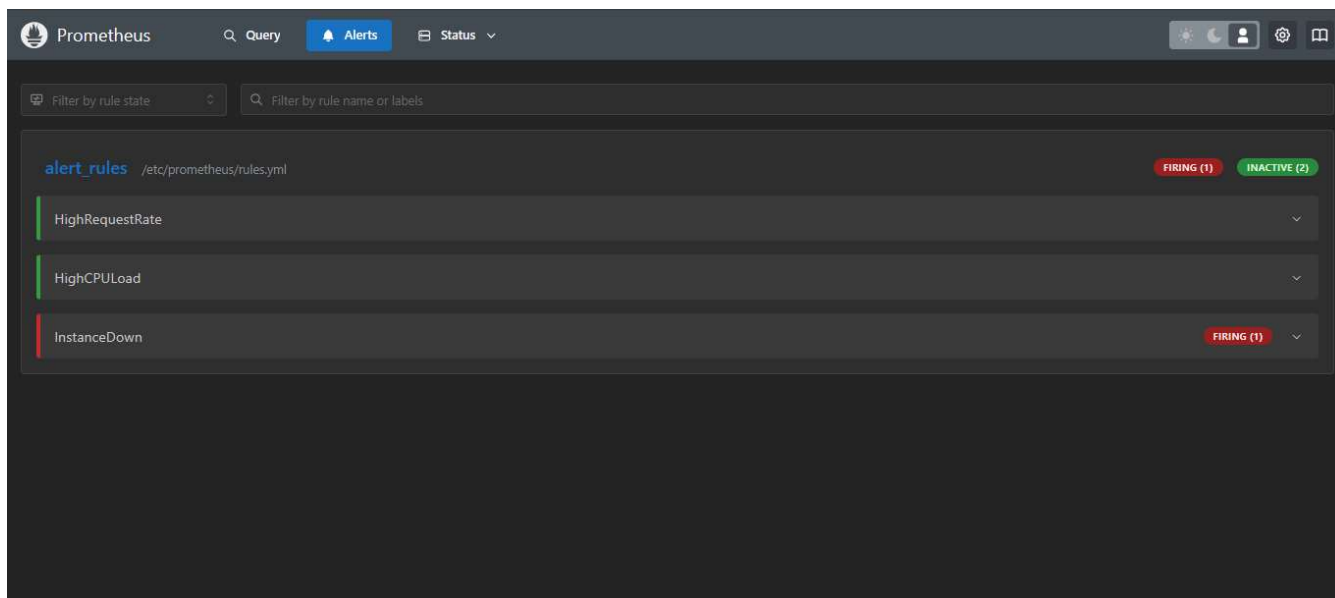 Prometheus Query Alerts Status
Filter by rule state Filter by rule name or labels
alert_rules /etc/prometheus/rules.yml FIRING (1) INACTIVE (2)
HighRequestRate
HighCPULoad
InstanceDown FIRING (1)